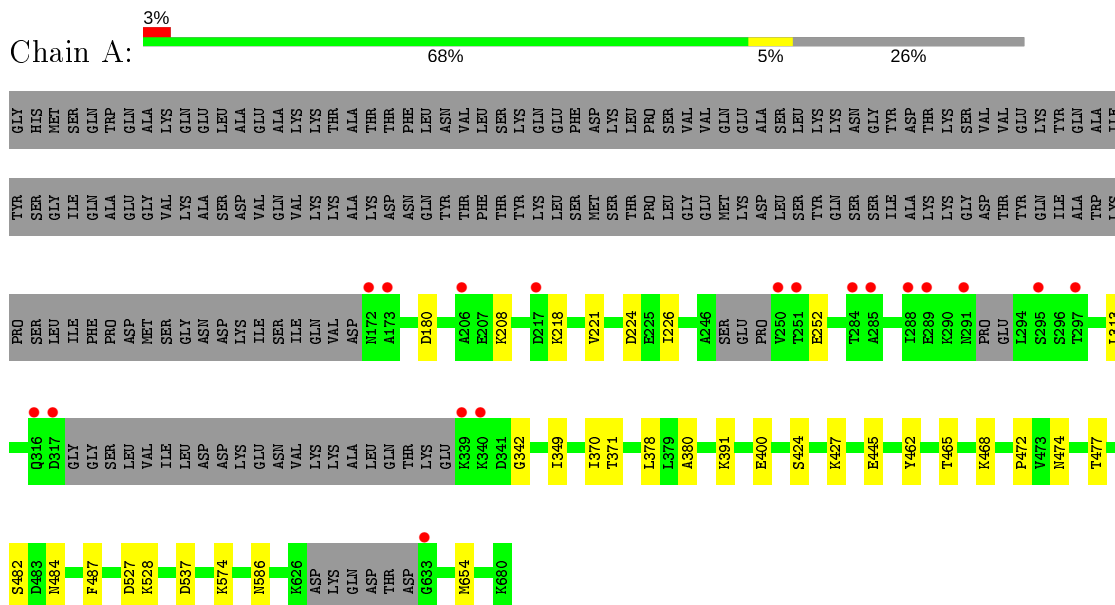 3%
Chain A:
68% 5% 26%
GLY HIS MET SER GLN TRP GLN ALA LYS GLN GLU LEU ALA GLU ALA LYS LYS THR ALA THR THR PHE LEU ASN VAL LEU SER LYS GLN GLU PHE ASP LYS LEU PRO SER VAL VAL GLN GLU ALA SER LEU LYS LYS ASN GLY TYR ASP THR LYS SER VAL VAL GLU LYS TYR GLN ALA ILE
TYR SER GLY ILE GLN ALA GLU GLY VAL LYS ALA SER ASP VAL GLN VAL LYS LYS ALA LYS ASP ASN GLN TYR THR PHE THR TYR LYS LEU SER MET SER THR PRO LEU GLY GLU MET LYS ASP LEU SER TYR GLN SER SER ILE ALA LYS LYS GLY ASP THR TYR GLN ILE ALA TRP LYS
PRO SER LEU ILE PHE PRO ASP MET SER GLY ASN ASP LYS ILE SER ILE GLN VAL ASP N172 A173 D180 A206 E207 K208 D217 K218 V221 D224 E225 I226 A246 SER GLU PRO V250 T251 E252 T284 A285 I288 E289 K290 N291 PRO GLU L294 S295 S296 T297 L313
Q316 D317 GLY GLY SER LEU VAL ILE LEU ASP ASP LYS GLU ASN VAL LYS LYS ALA LEU GLN THR LYS GLU K339 K340 D341 G342 I349 I370 T371 L378 L379 A380 K391 E400 S424 K427 E445 Y462 T465 K468 P472 V473 N474 T477
S482 D483 N484 F487 D527 K528 D537 K574 N586 K626 ASP LYS GLN ASP THR ASP G633 M654 K680